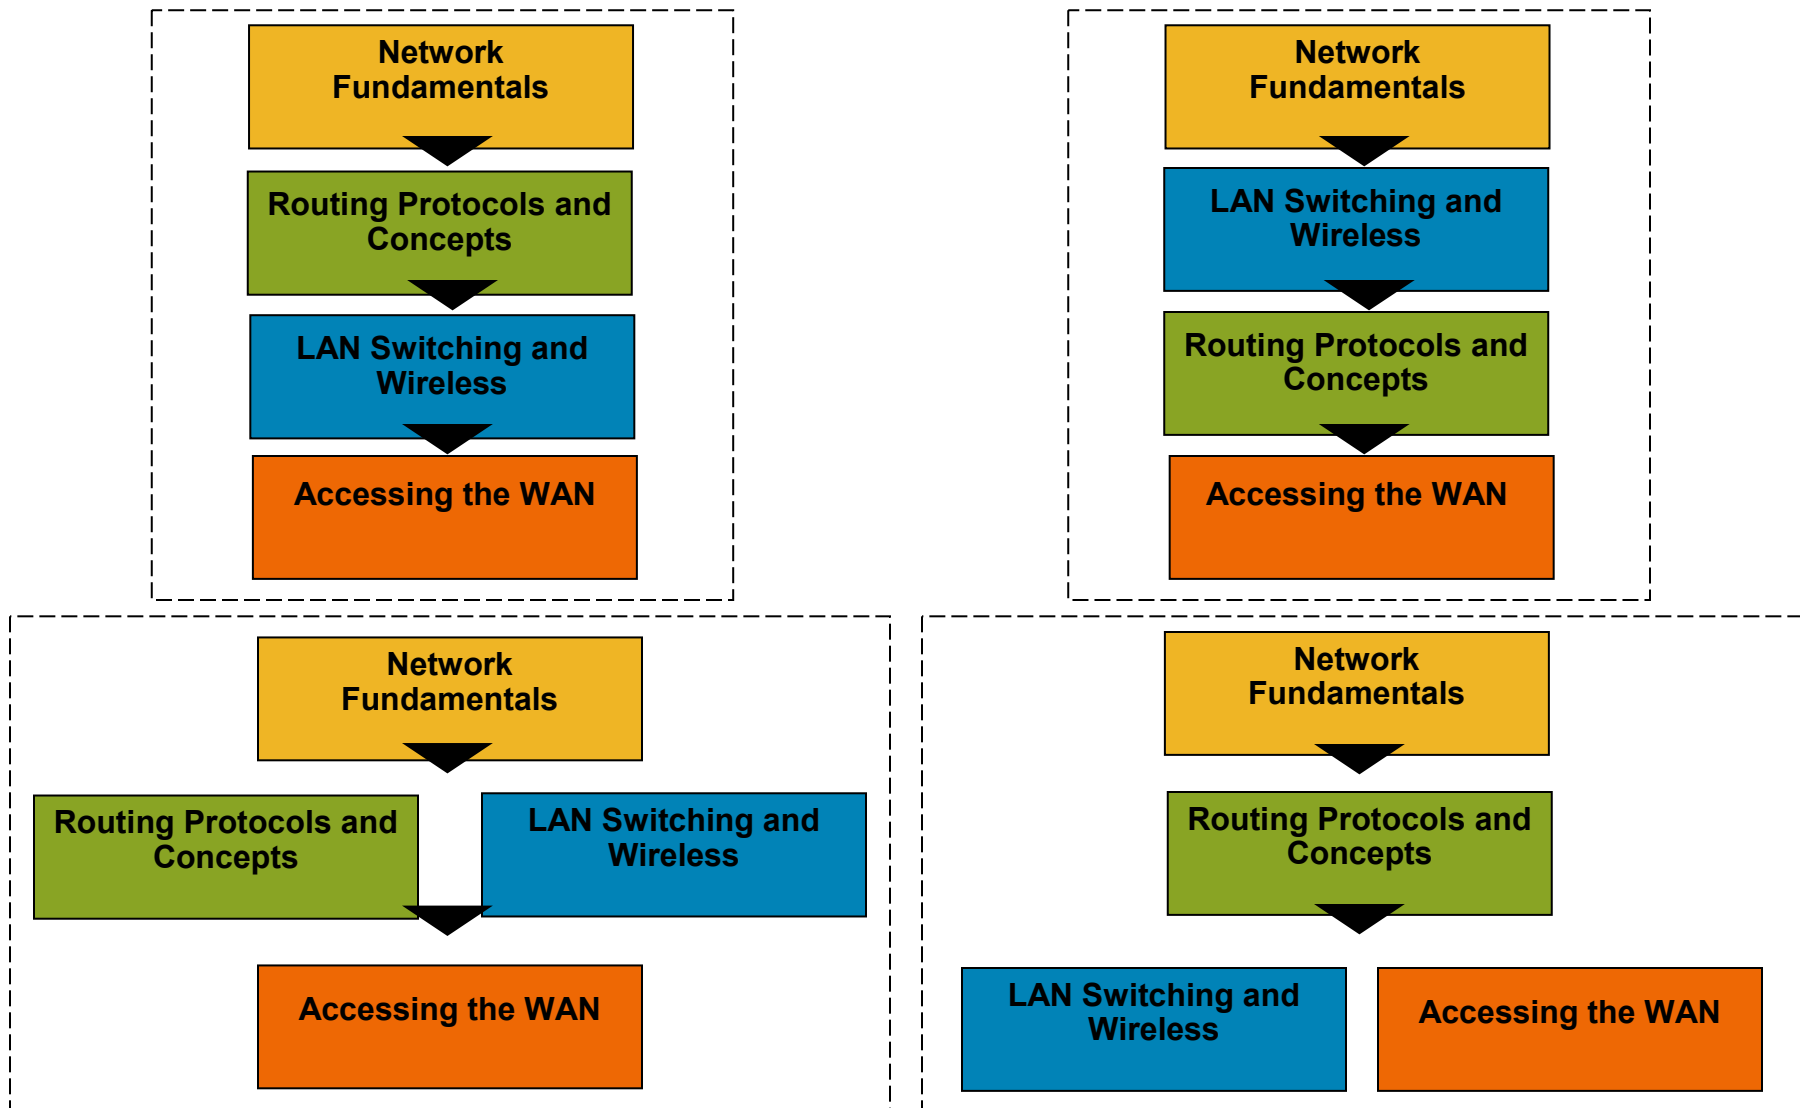 Network
Fundamentals
Routing Protocols and
Concepts
LAN Switching and
Wireless
Accessing the WAN
Network
Fundamentals
LAN Switching and
Wireless
Routing Protocols and
Concepts
Accessing the WAN
Network
Fundamentals
Routing Protocols and
Concepts
LAN Switching and
Wireless
Accessing the WAN
Network
Fundamentals
Routing Protocols and
Concepts
LAN Switching and
Wireless
Accessing the WAN